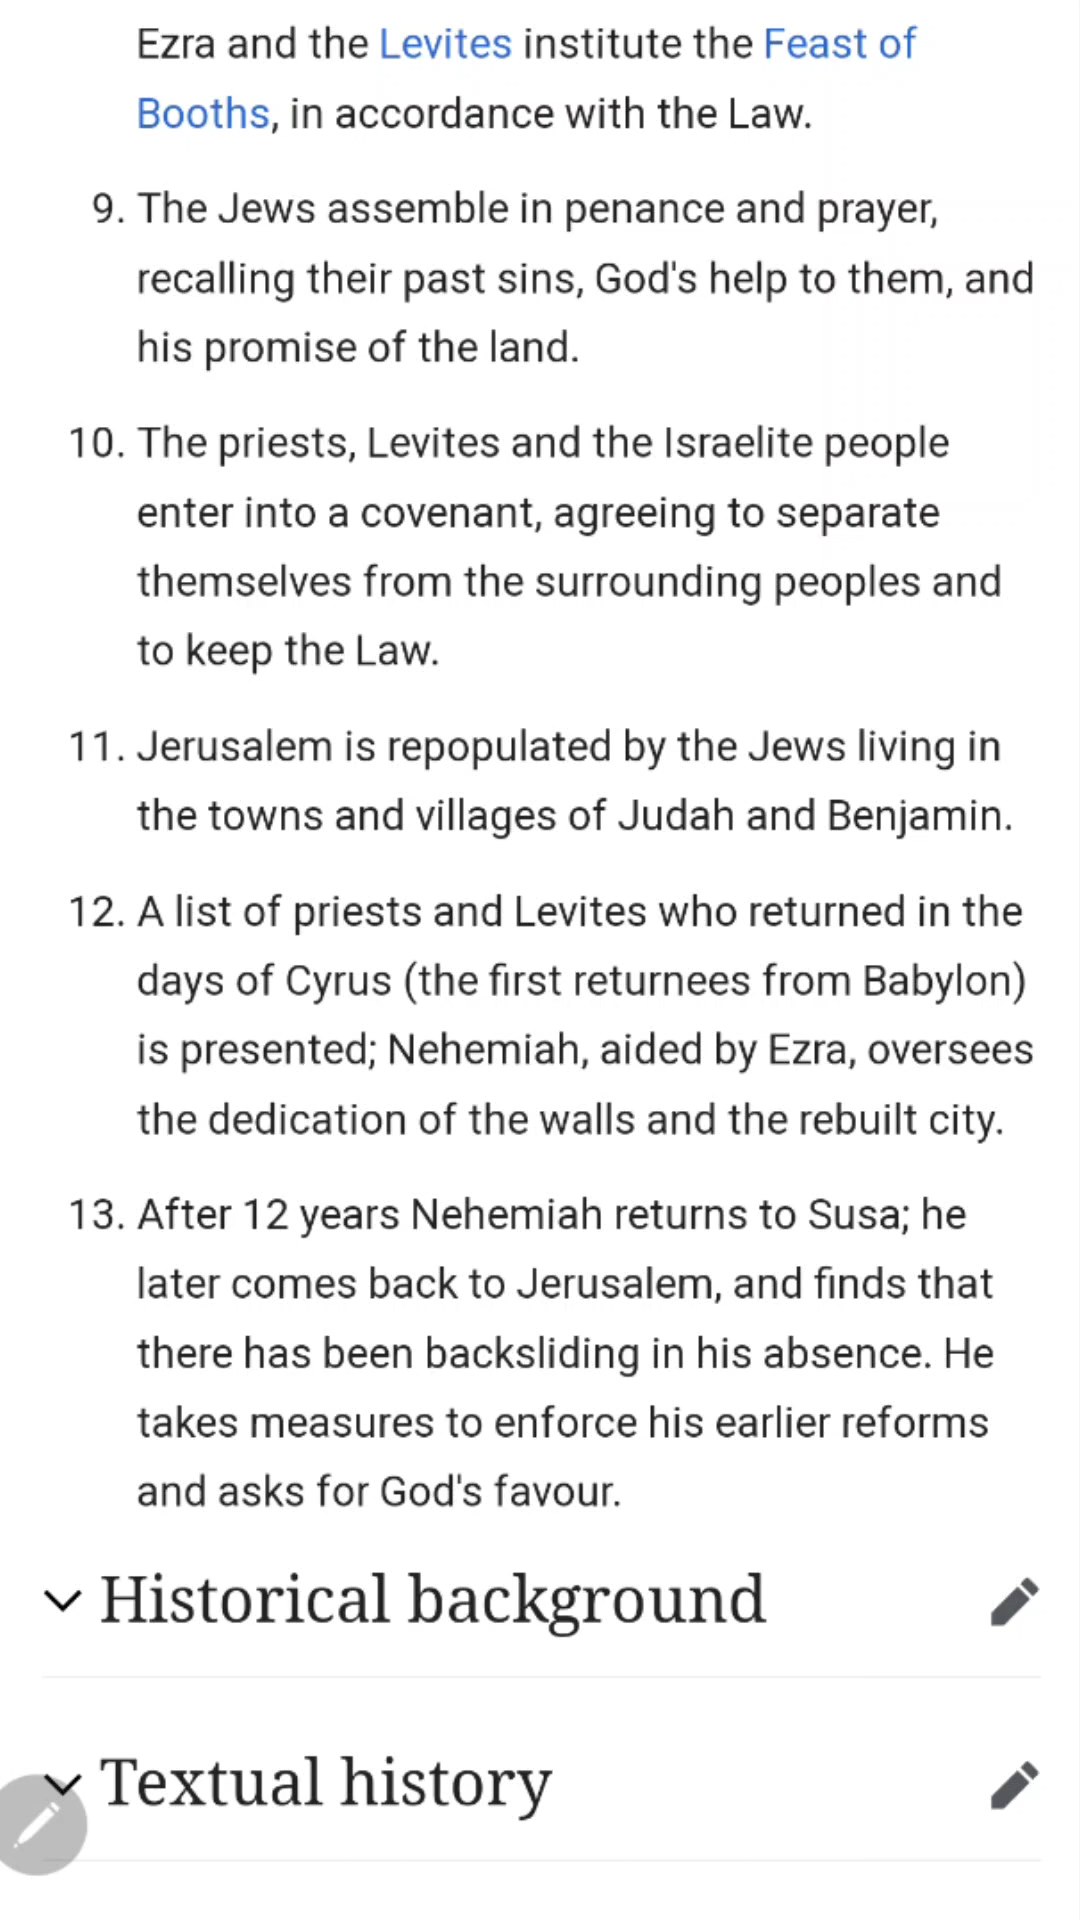 Ezra and the Levites institute the Feast of
Booths, in accordance with the Law.
9. The Jews assemble in penance and prayer,
recalling their past sins, God's help to them, and
his promise of the land.
10. The priests, Levites and the Israelite people
enter into a covenant, agreeing to separate
themselves from the surrounding peoples and
to keep the Law.
11. Jerusalem is repopulated by the Jews living in
the towns and villages of Judah and Benjamin.
12. A list of priests and Levites who returned in the
days of Cyrus (the first returnees from Babylon)
is presented; Nehemiah, aided by Ezra, oversees
the dedication of the walls and the rebuilt city.
13. After 12 years Nehemiah returns to Susa; he
later comes back to Jerusalem, and finds that
there has been backsliding in his absence. He
takes measures to enforce his earlier reforms
and asks for God's favour.
Historical background
Textual history